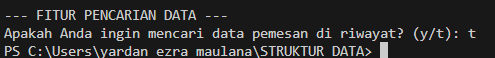 --- FITUR PENCARIAN DATA ---
Apakah Anda ingin mencari data pemesan di riwayat? (y/t): t
PS C:\Users\yardan ezra maulana\STRUKTUR DATA>